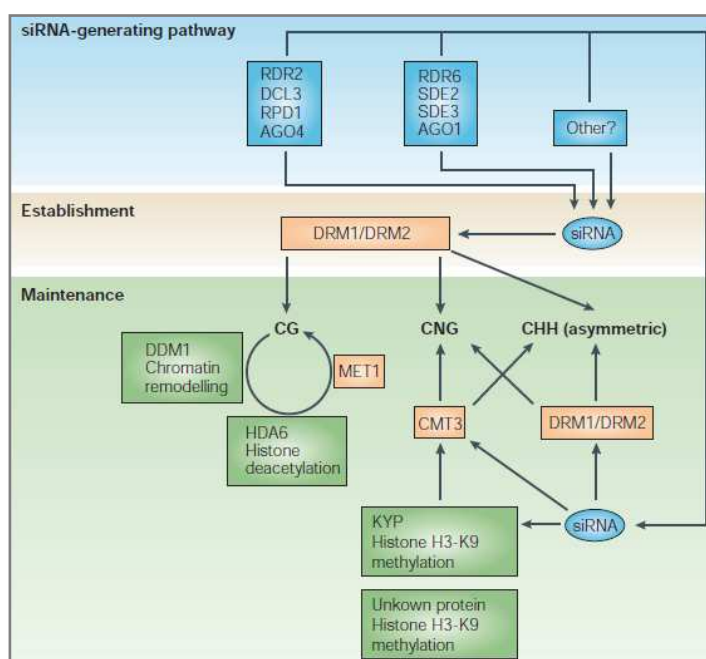 siRNA-generating pathway
RDR2
DCL3
RPD1
AGO4
RDR6
SDE2
SDE3
AGO1
Other?
Establishment
DRM1/DRM2
siRNA
Maintenance
CG
CNG
CHH (asymmetric)
DDM1
Chromatin
remodelling
MET1
HDA6
Histone
deacetylation
CMT3
DRM1/DRM2
KYP
Histone H3-K9
methylation
siRNA
Unkown protein
Histone H3-K9
methylation